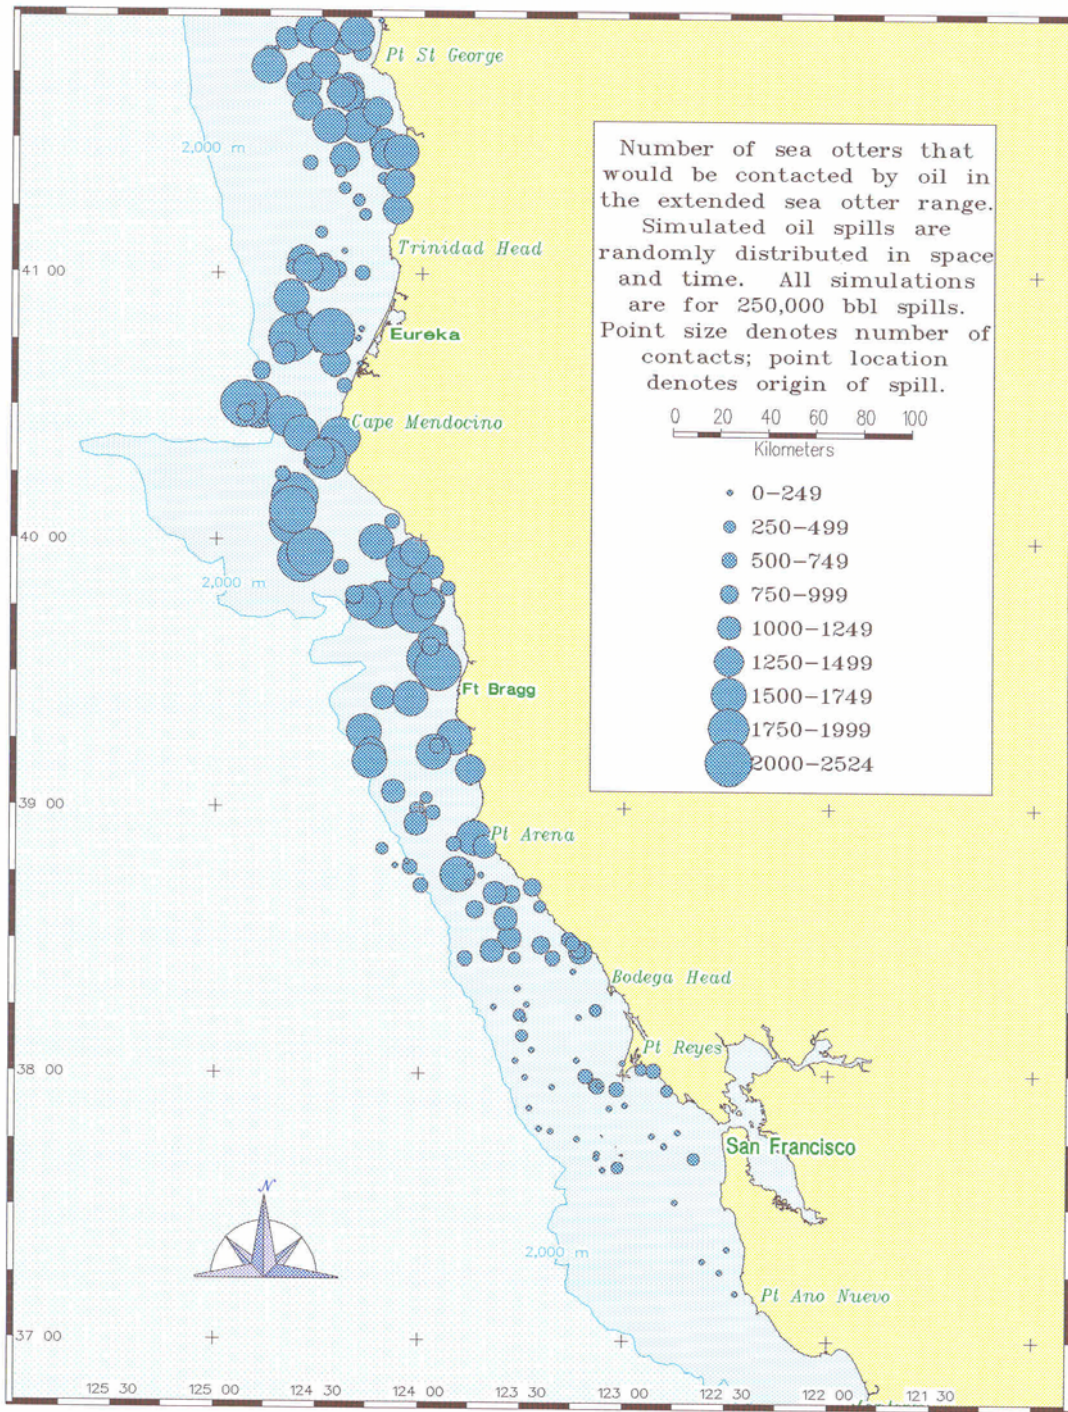 Pt St George
2,000 m
Number of sea otters that
would be contacted by oil in
the extended sea otter range.
Simulated oil spills are
randomly distributed in space
and time. All simulations
are for 250,000 bbl spills.
Point size denotes number of
contacts; point location
denotes origin of spill.
Trinidad Head
41 00
Eureka
0 20 40 60 80 100
Kilometers
Cape Mendocino
0-249
250-499
40 00
500-749
2,000 m
750-999
1000-1249
1250-1499
Ft Bragg
1500-1749
1750-1999
2000-2524
39 00
Pt Arena
Bodega Head
Pt Reyes
38 00
San Francisco
N
2,000 m
Pt Ano Nuevo
37 00
125 30 125 00 124 30 124 00 123 30 123 00 122 30 122 00 121 30